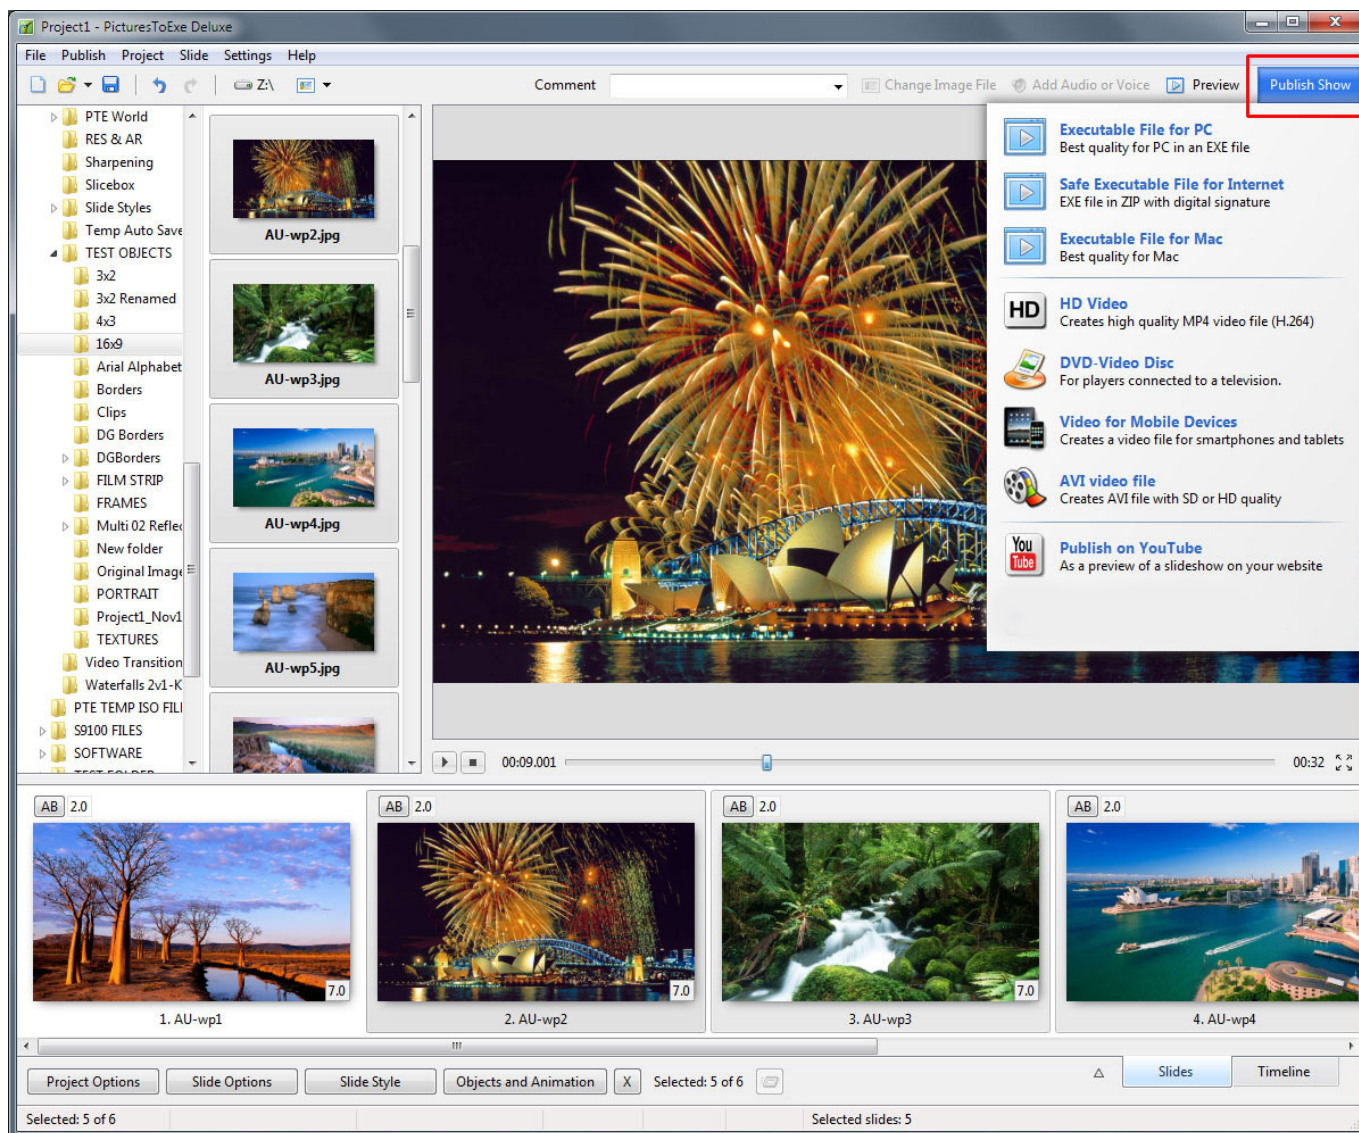 Project1 - PicturesToExe Deluxe
File Publish Project Slide Settings Help
Z:\
Comment
Change Image File
Add Audio or Voice
Preview
Publish Show
PTE World
RES & AR
Sharpening
Slicebox
Slide Styles
Temp Auto Save
TEST OBJECTS
3x2
3x2 Renamed
4x3
16x9
Arial Alphabet
Borders
Clips
DG Borders
DGBorders
FILM STRIP
FRAMES
Multi 02 Reflec
New folder
Original Image
PORTRAIT
Project1_Nov1
TEXTURES
Video Transition
Waterfalls 2v1-K
PTE TEMP ISO FIL
S9100 FILES
SOFTWARE
TEST FOLDER
AU-wp2.jpg
AU-wp3.jpg
AU-wp4.jpg
AU-wp5.jpg
Executable File for PC
Best quality for PC in an EXE file
Safe Executable File for Internet
EXE file in ZIP with digital signature
Executable File for Mac
Best quality for Mac
HD
HD Video
Creates high quality MP4 video file (H.264)
DVD-Video Disc
For players connected to a television.
Video for Mobile Devices
Creates a video file for smartphones and tablets
AVI video file
Creates AVI file with SD or HD quality
You
Tube
Publish on YouTube
As a preview of a slideshow on your website
00:09.001
00:32
AB 2.0
7.0
1. AU-wp1
AB 2.0
7.0
2. AU-wp2
AB 2.0
7.0
3. AU-wp3
AB 2.0
4. AU-wp4
Project Options
Slide Options
Slide Style
Objects and Animation
X
Selected: 5 of 6
Slides
Timeline
Selected: 5 of 6
Selected slides: 5